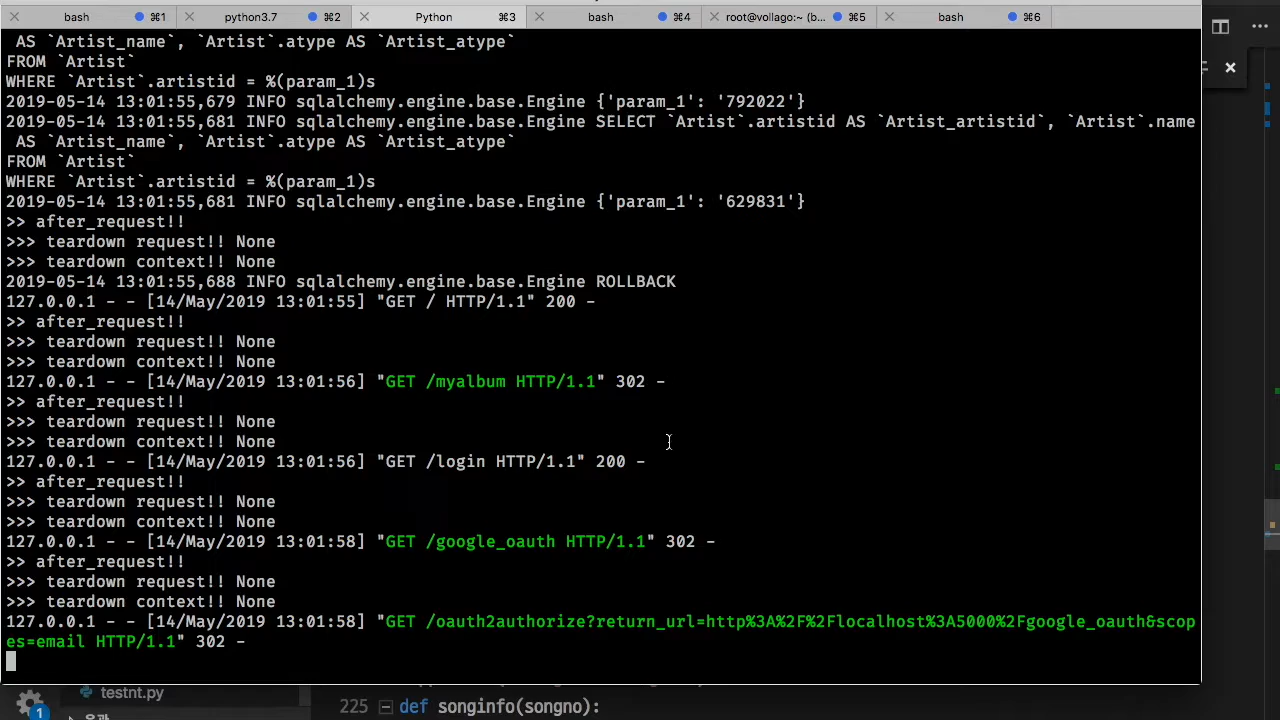 bash ⌘1 python3.7 ⌘2 Python ⌘3 bash ⌘4 root@vollago:~ (b... ⌘5 bash ⌘6
AS `Artist_name`, `Artist`.atype AS `Artist_atype`
FROM `Artist`
WHERE `Artist`.artistid = %(param_1)s
2019-05-14 13:01:55,679 INFO sqlalchemy.engine.base.Engine {'param_1': '792022'}
2019-05-14 13:01:55,681 INFO sqlalchemy.engine.base.Engine SELECT `Artist`.artistid AS `Artist_artistid`, `Artist`.name
AS `Artist_name`, `Artist`.atype AS `Artist_atype`
FROM `Artist`
WHERE `Artist`.artistid = %(param_1)s
2019-05-14 13:01:55,681 INFO sqlalchemy.engine.base.Engine {'param_1': '629831'}
>> after_request!!
>>> teardown request!! None
>>> teardown context!! None
2019-05-14 13:01:55,688 INFO sqlalchemy.engine.base.Engine ROLLBACK
127.0.0.1 - - [14/May/2019 13:01:55] "GET / HTTP/1.1" 200 -
>> after_request!!
>>> teardown request!! None
>>> teardown context!! None
127.0.0.1 - - [14/May/2019 13:01:56] "GET /myalbum HTTP/1.1" 302 -
>> after_request!!
>>> teardown request!! None
>>> teardown context!! None
127.0.0.1 - - [14/May/2019 13:01:56] "GET /login HTTP/1.1" 200 -
>> after_request!!
>>> teardown request!! None
>>> teardown context!! None
127.0.0.1 - - [14/May/2019 13:01:58] "GET /google_oauth HTTP/1.1" 302 -
>> after_request!!
>>> teardown request!! None
>>> teardown context!! None
127.0.0.1 - - [14/May/2019 13:01:58] "GET /oauth2authorize?return_url=http%3A%2F%2Flocalhost%3A5000%2Fgoogle_oauth&scop
es=email HTTP/1.1" 302 -
testnt.py
1
225 def songinfo(songno):